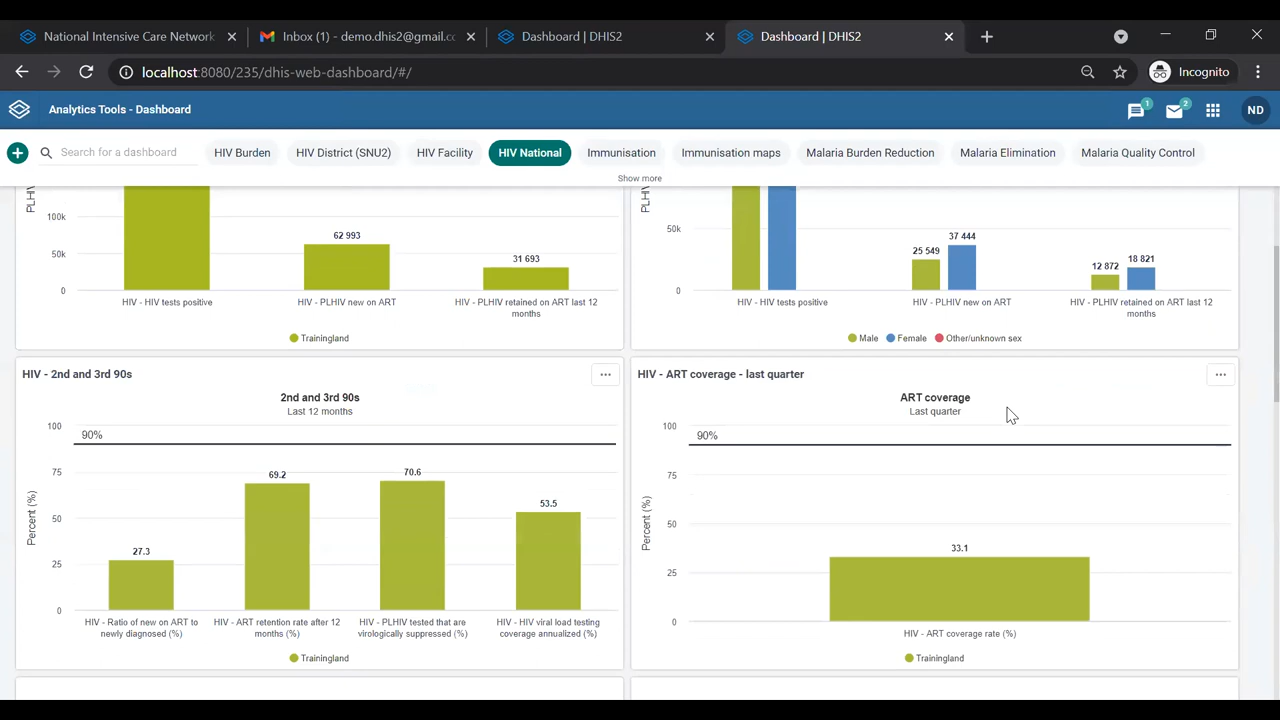 National Intensive Care Network
Inbox (1) - demo.dhis2@gmail.cc
Dashboard | DHIS2
Dashboard | DHIS2
localhost:8080/235/dhis-web-dashboard/#/
Incognito
Analytics Tools - Dashboard
1
2
ND
Search for a dashboard
HIV Burden
HIV District (SNU2)
HIV Facility
HIV National
Immunisation
Immunisation maps
Malaria Burden Reduction
Malaria Elimination
Malaria Quality Control
Show more
PLHIV
100k
50k
0
62 993
31 693
HIV - HIV tests positive
HIV - PLHIV new on ART
HIV - PLHIV retained on ART last 12
months
Trainingland
PLHIV
50k
0
25 549
37 444
12 872
18 821
HIV - HIV tests positive
HIV - PLHIV new on ART
HIV - PLHIV retained on ART last 12
months
Male
Female
Other/unknown sex
HIV - 2nd and 3rd 90s
2nd and 3rd 90s
Last 12 months
Percent (%)
100
75
50
25
0
90%
27.3
69.2
70.6
53.5
HIV - Ratio of new on ART to
newly diagnosed (%)
HIV - ART retention rate after 12
months (%)
HIV - PLHIV tested that are
virologically suppressed (%)
HIV - HIV viral load testing
coverage annualized (%)
Trainingland
HIV - ART coverage - last quarter
ART coverage
Last quarter
Percent (%)
100
75
50
25
0
90%
33.1
HIV - ART coverage rate (%)
Trainingland